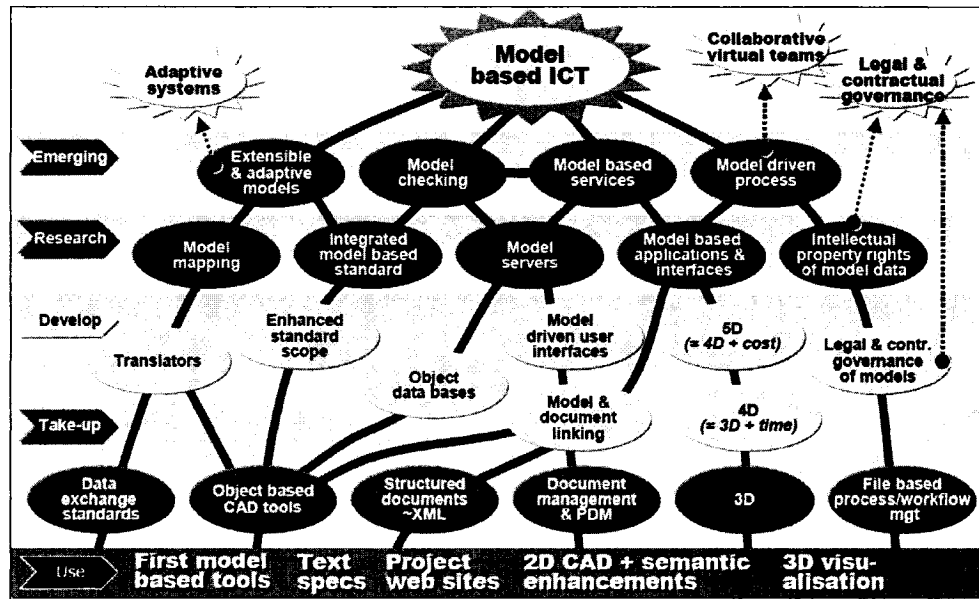 Model
based ICT
Adaptive
systems
Collaborative
virtual teams
Legal &
contractual
governance
Emerging
Extensible
& adaptive
models
Model
checking
Model based
services
Model driven
process
Research
Model
mapping
Integrated
model based
standard
Model
servers
Model based
applications &
interfaces
Intellectual
property rights
of model data
Develop
Translators
Enhanced
standard
scope
Object
data bases
Model
driven user
interfaces
5D
(= 4D + cost)
Legal & contr.
governance
of models
Take-up
Model &
document
linking
4D
(= 3D + time)
Data
exchange
standards
Object based
CAD tools
Structured
documents
~XML
Document
management
& PDM
3D
File based
process/workflow
mgt
Use
First model
based tools
Text
specs
Project
web sites
2D CAD + semantic
enhancements
3D visu-
alisation